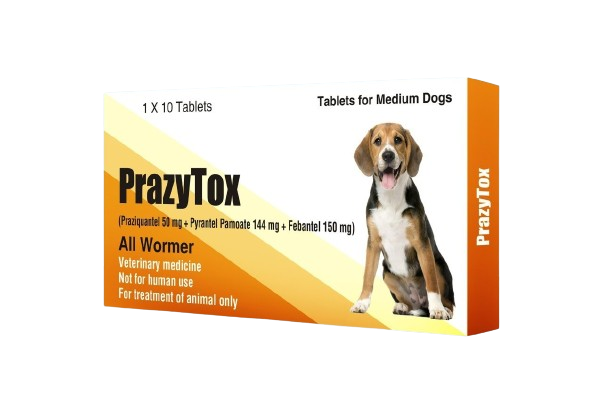 1 X 10 Tablets
Tablets for Medium Dogs
PrazyTox
(Praziquantel 50 mg + Pyrantel Pamoate 144 mg + Febantel 150 mg)
All Wormer
Veterinary medicine
Not for human use
For treatment of animal only
PrazyTox